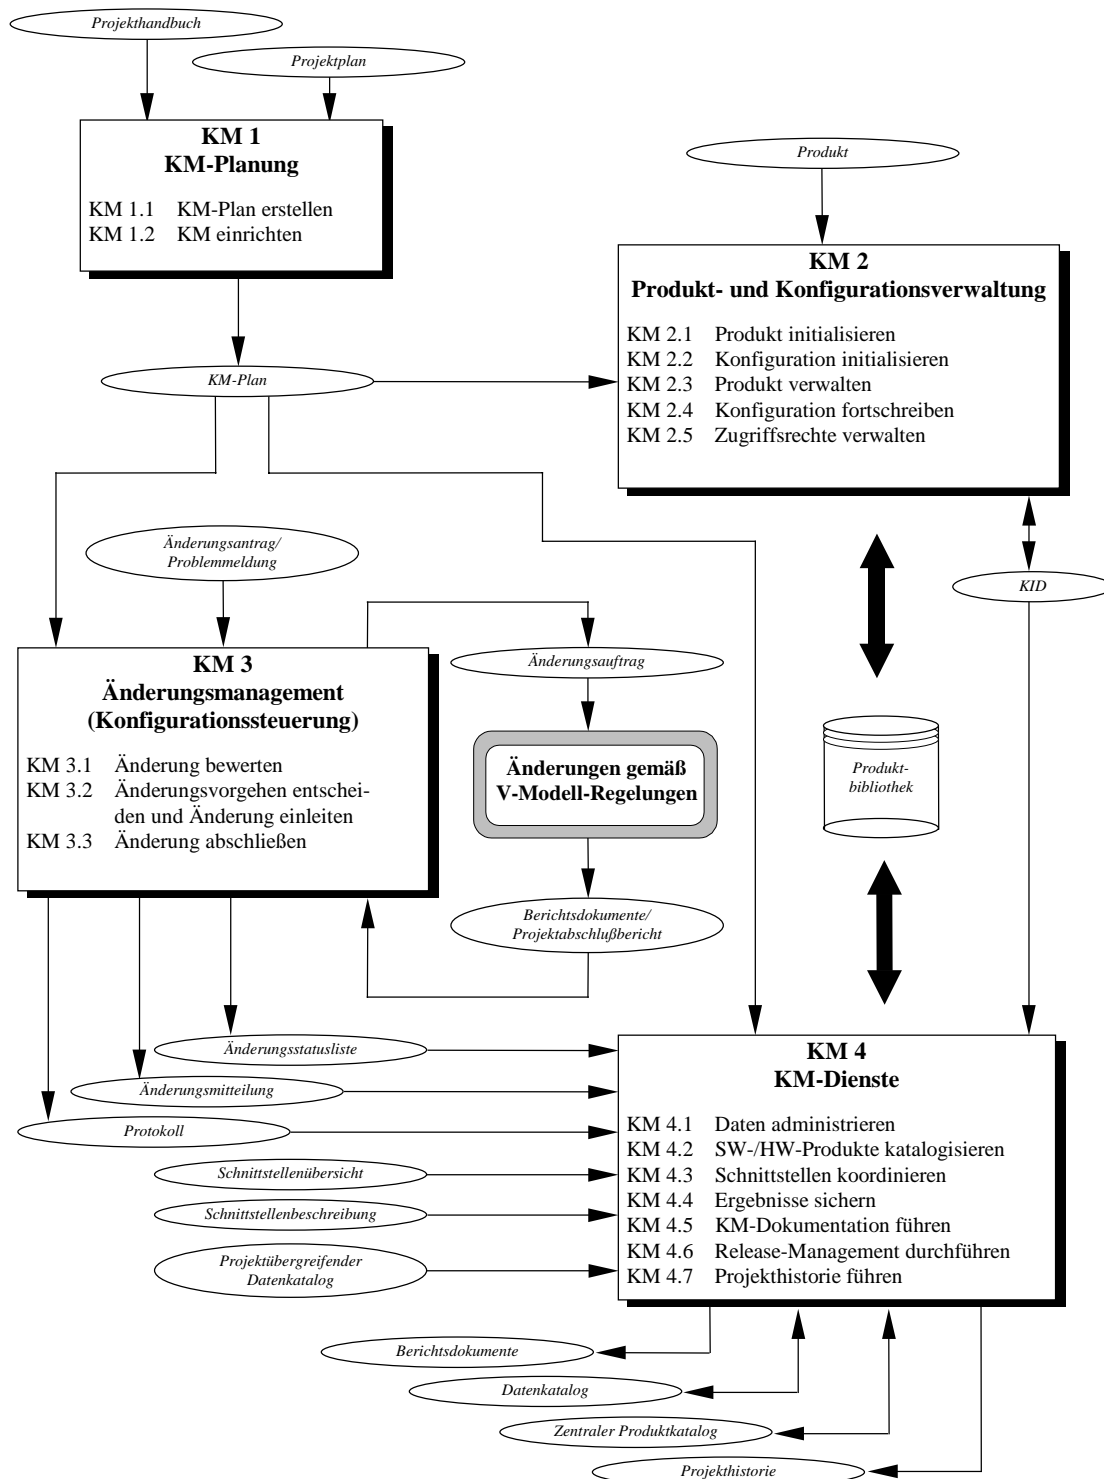 Projekthandbuch
Projektplan
KM 1
KM-Planung
KM 1.1 KM-Plan erstellen
KM 1.2 KM einrichten
Produkt
KM 2
Produkt- und Konfigurationsverwaltung
KM 2.1 Produkt initialisieren
KM 2.2 Konfiguration initialisieren
KM 2.3 Produkt verwalten
KM 2.4 Konfiguration fortschreiben
KM 2.5 Zugriffsrechte verwalten
KM-Plan
Änderungsantrag/
Problemmeldung
KID
KM 3
Änderungsmanagement
(Konfigurationssteuerung)
KM 3.1 Änderung bewerten
KM 3.2 Änderungsvorgehen entschei-
den und Änderung einleiten
KM 3.3 Änderung abschließen
Änderungsauftrag
Änderungen gemäß
V-Modell-Regelungen
Produkt-
bibliothek
Berichtsdokumente/
Projektabschlußbericht
Änderungsstatusliste
Änderungsmitteilung
Protokoll
Schnittstellenübersicht
Schnittstellenbeschreibung
Projektübergreifender
Datenkatalog
KM 4
KM-Dienste
KM 4.1 Daten administrieren
KM 4.2 SW-/HW-Produkte katalogisieren
KM 4.3 Schnittstellen koordinieren
KM 4.4 Ergebnisse sichern
KM 4.5 KM-Dokumentation führen
KM 4.6 Release-Management durchführen
KM 4.7 Projekthistorie führen
Berichtsdokumente
Datenkatalog
Zentraler Produktkatalog
Projekthistorie